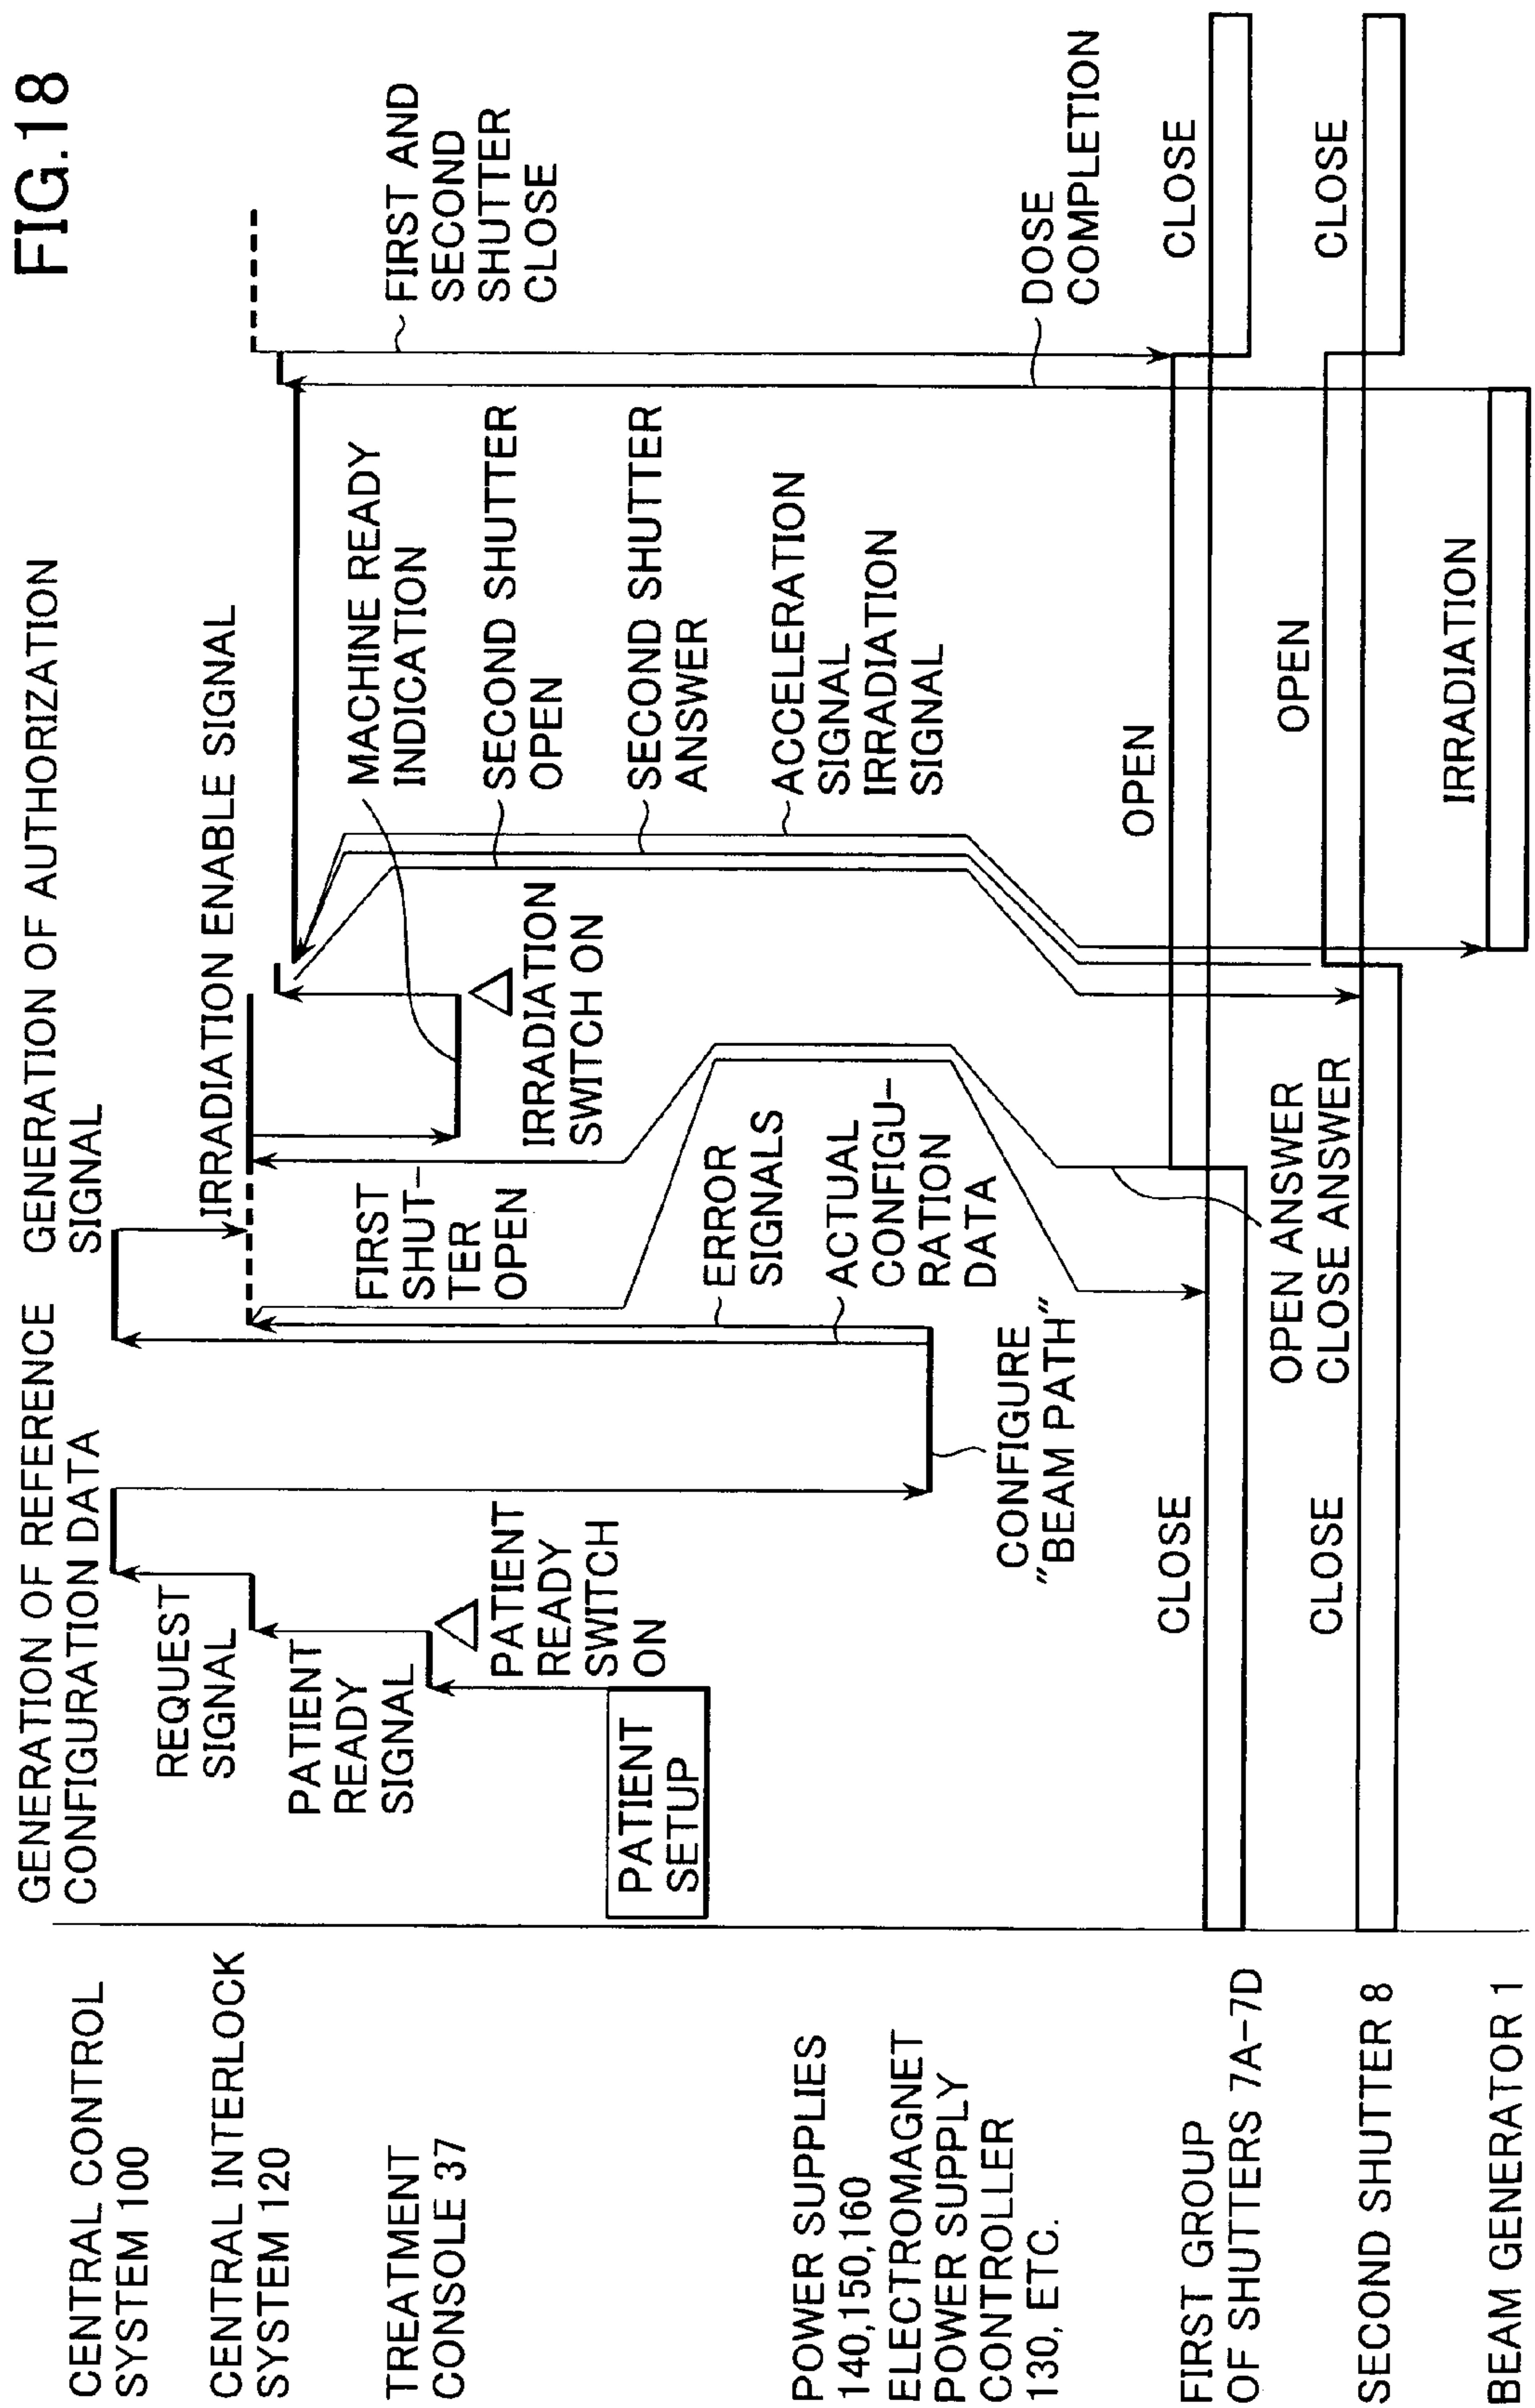 FIG.18
GENERATION OF REFERENCE
CONFIGURATION DATA
GENERATION OF AUTHORIZATION
SIGNAL
CENTRAL CONTROL
SYSTEM 100
CENTRAL INTERLOCK
SYSTEM 120
TREATMENT
CONSOLE 37
POWER SUPPLIES
140,150,160
ELECTROMAGNET
POWER SUPPLY
CONTROLLER
130, ETC.
FIRST GROUP
OF SHUTTERS 7A-7D
SECOND SHUTTER 8
BEAM GENERATOR 1
REQUEST
SIGNAL
PATIENT
READY
SIGNAL
PATIENT
READY
SWITCH
ON
PATIENT
SETUP
IRRADIATION ENABLE SIGNAL
FIRST
SHUT-
TER
OPEN
ERROR
SIGNALS
ACTUAL
CONFIGU-
RATION
DATA
CONFIGURE
"BEAM PATH"
IRRADIATION
SWITCH ON
MACHINE READY
INDICATION
SECOND SHUTTER
OPEN
SECOND SHUTTER
ANSWER
ACCELERATION
SIGNAL
IRRADIATION
SIGNAL
FIRST AND
SECOND
SHUTTER
CLOSE
DOSE
COMPLETION
CLOSE
OPEN
CLOSE
OPEN ANSWER
CLOSE ANSWER
CLOSE
OPEN
CLOSE
IRRADIATION